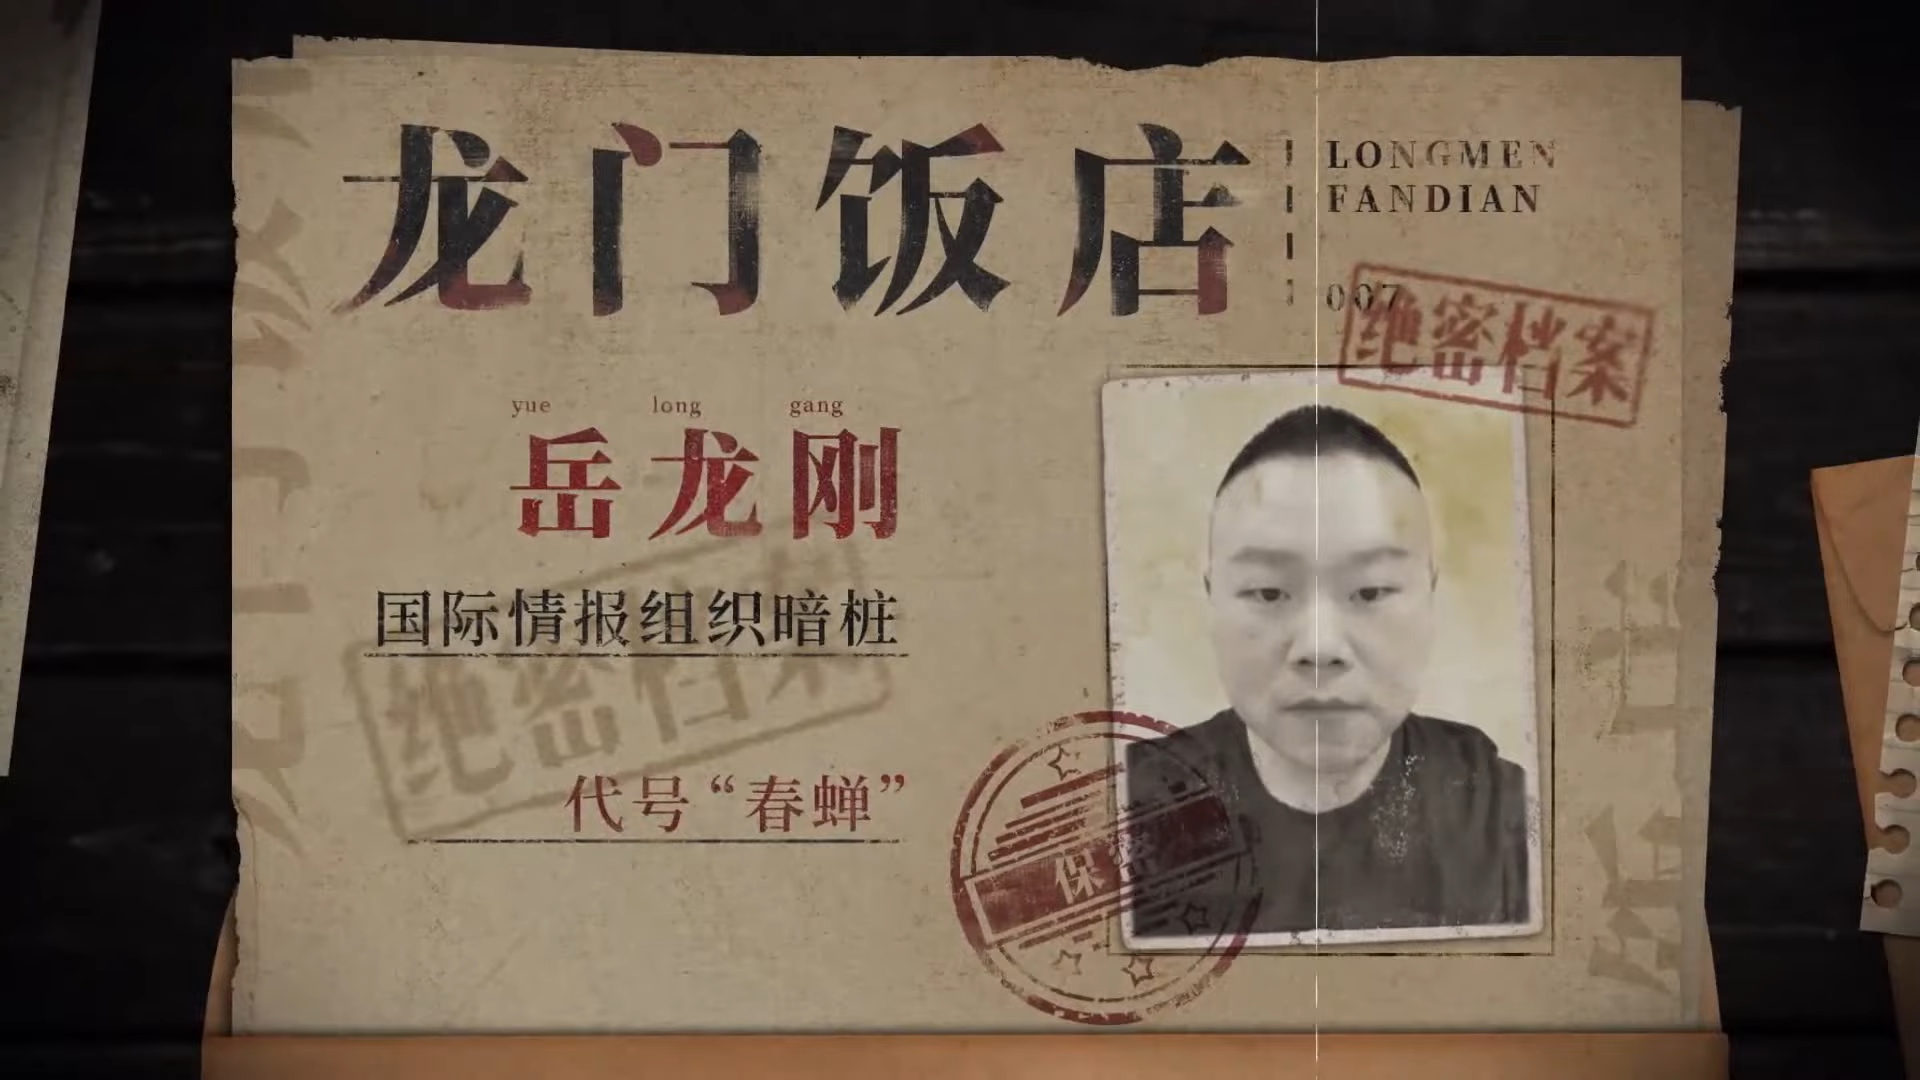 龙门饭店
LONGMEN
FANDIAN
007
绝密档案
yue long gang
岳龙刚
国际情报组织暗桩
绝密档案
代号“春蝉”
保密